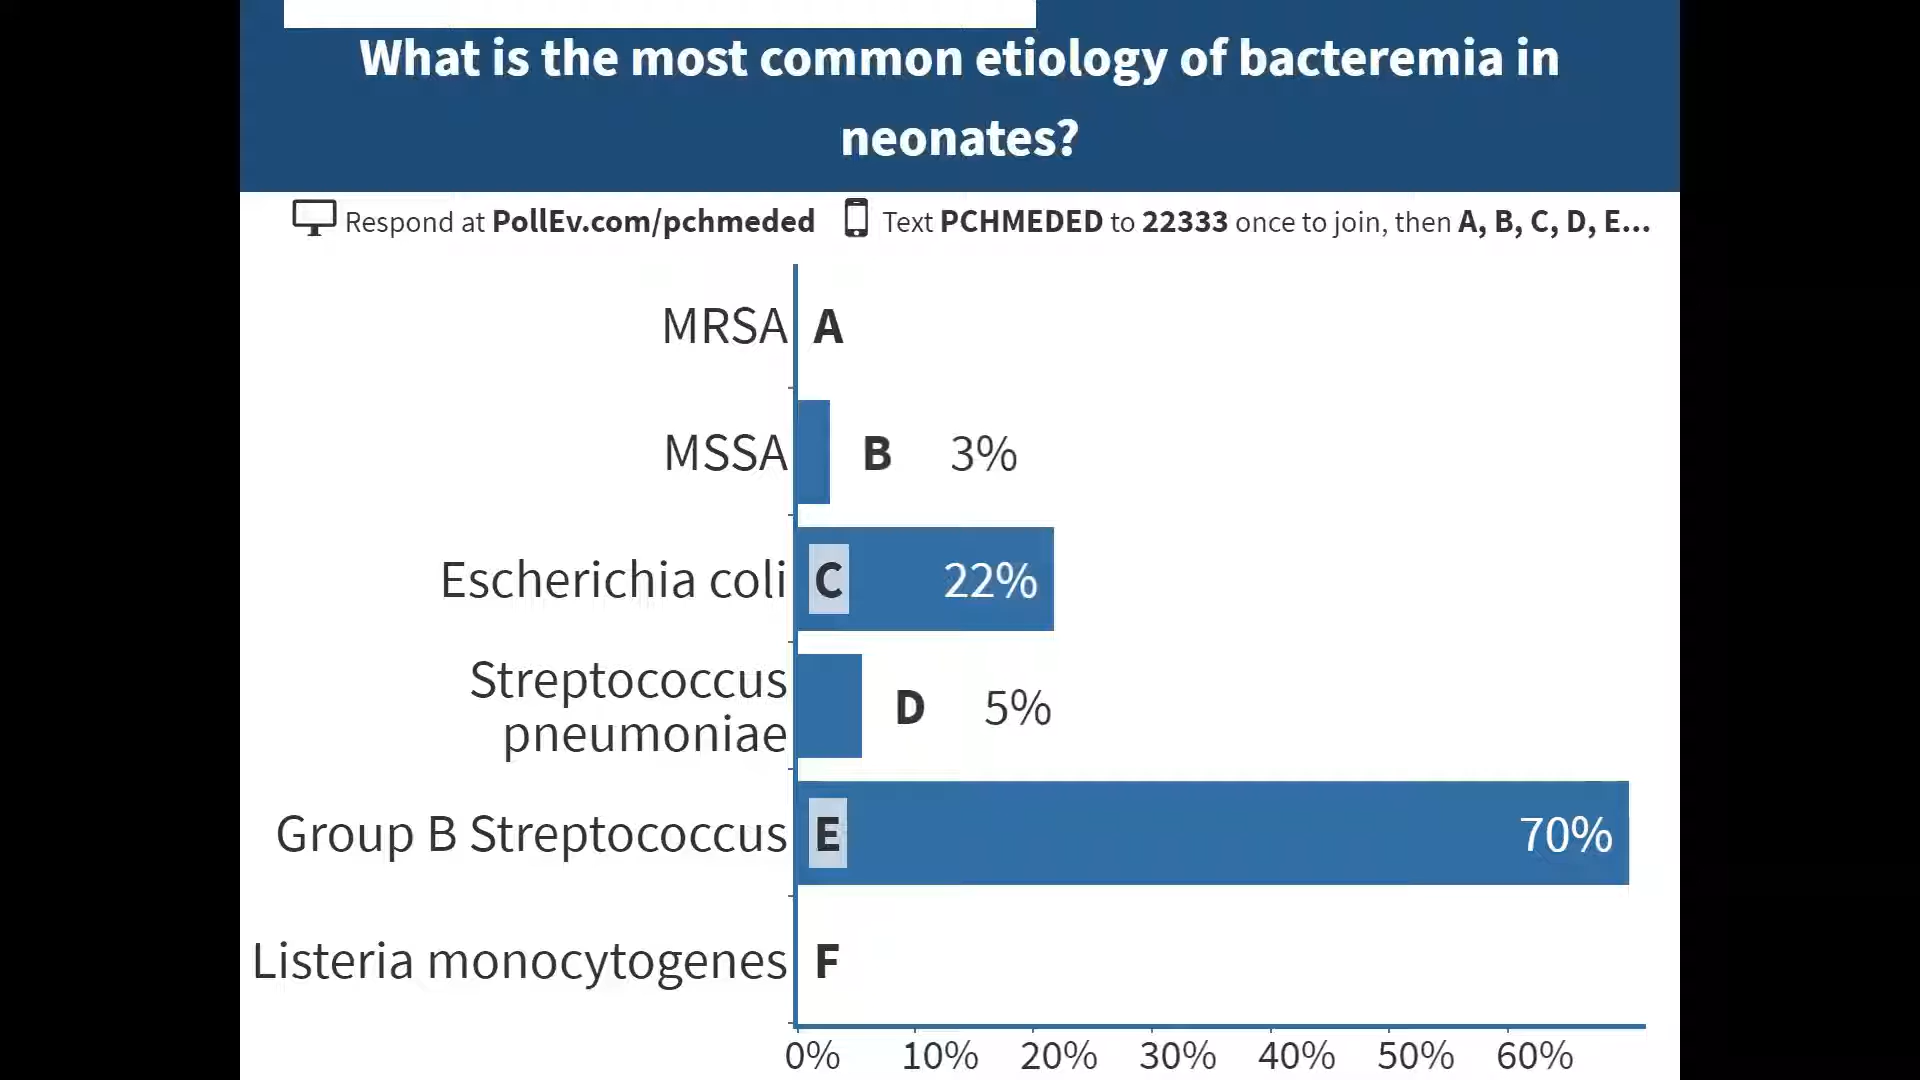 What is the most common etiology of bacteremia in
neonates?
Respond at PollEv.com/pchmeded Text PCHMEDED to 22333 once to join, then A, B, C, D, E...
MRSA A
MSSA B 3%
Escherichia coli C 22%
Streptococcus
pneumoniae D 5%
Group B Streptococcus E 70%
Listeria monocytogenes F
0% 10% 20% 30% 40% 50% 60%